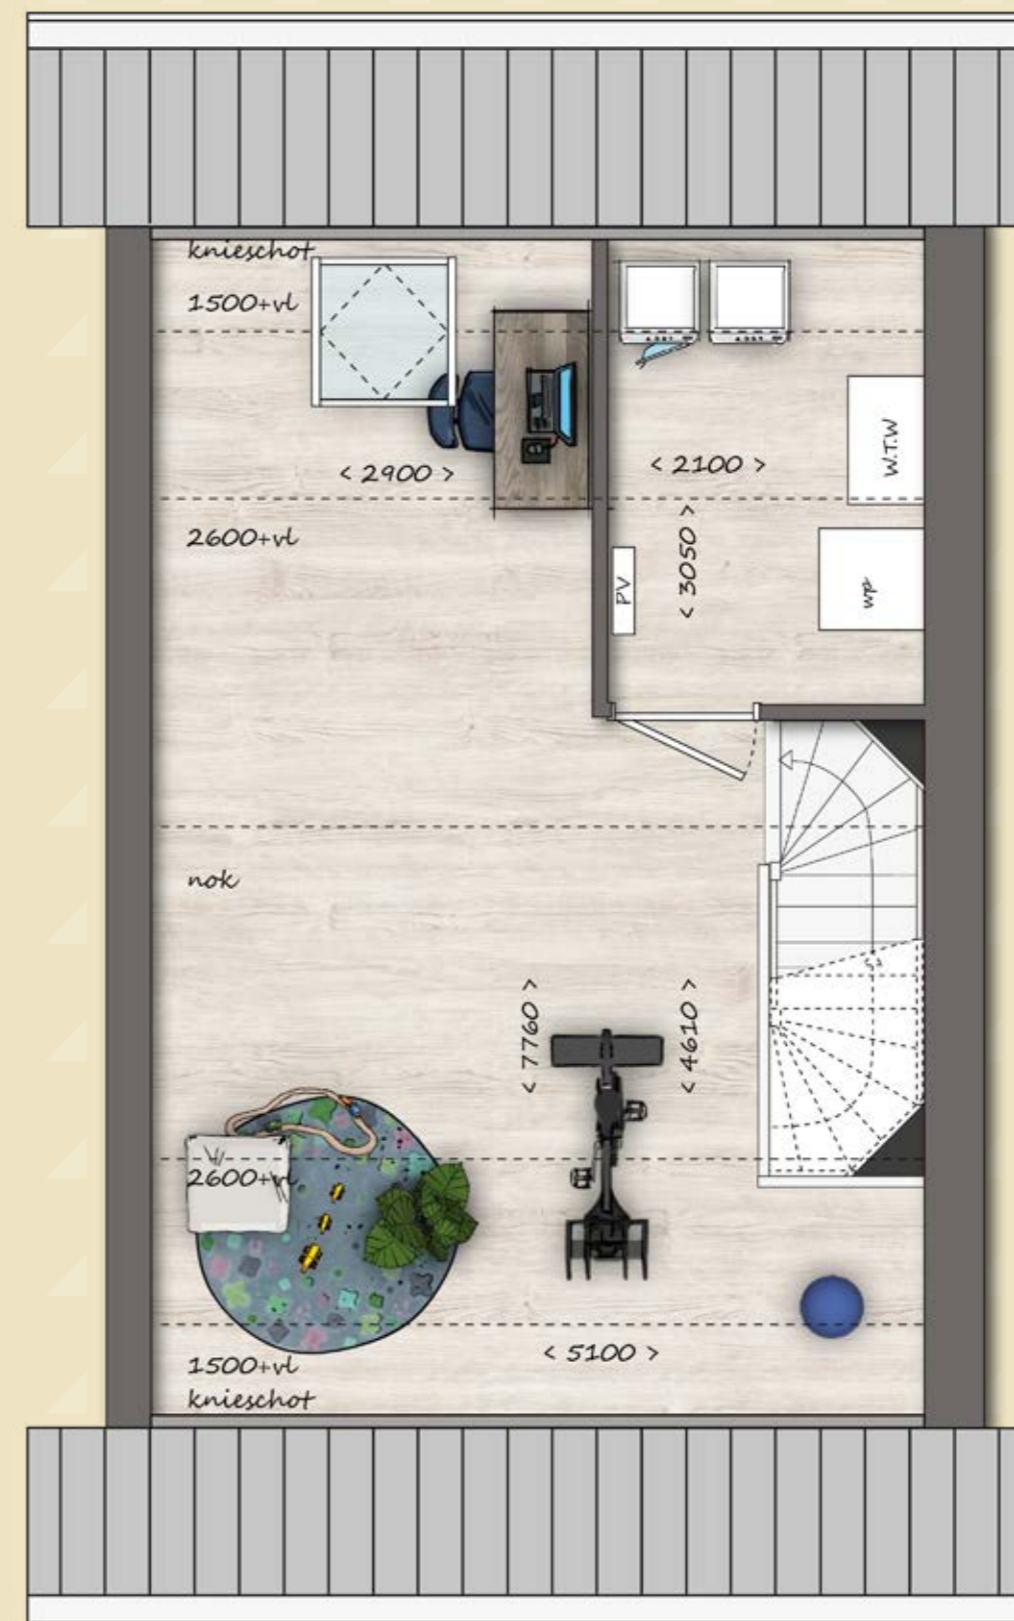 knieschot
1500+vl
W.T.W
< 2900 >
< 2100 >
2600+vl
< 3050 >
PV
wp
nok
< 7760 >
< 4610 >
2600+vl
< 5100 >
1500+vl
knieschot